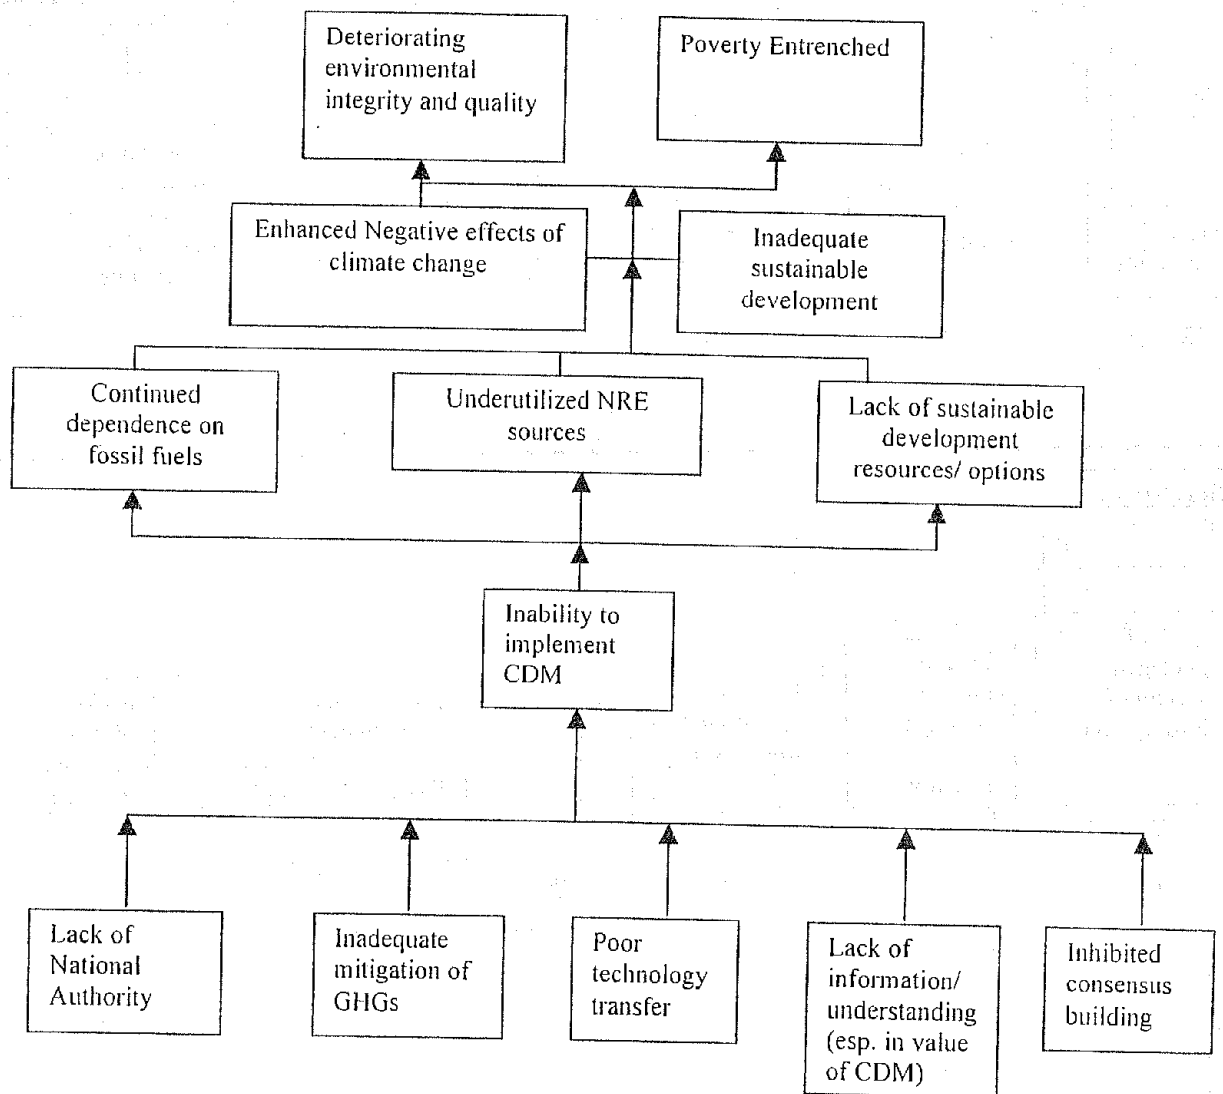 Deteriorating
environmental
integrity and quality
Poverty Entrenched
Enhanced Negative effects of
climate change
Inadequate
sustainable
development
Continued
dependence on
fossil fuels
Underutilized NRE
sources
Lack of sustainable
development
resources/ options
Inability to
implement
CDM
Lack of
National
Authority
Inadequate
mitigation of
GHGs
Poor
technology
transfer
Lack of
information/
understanding
(esp. in value
of CDM)
Inhibited
consensus
building